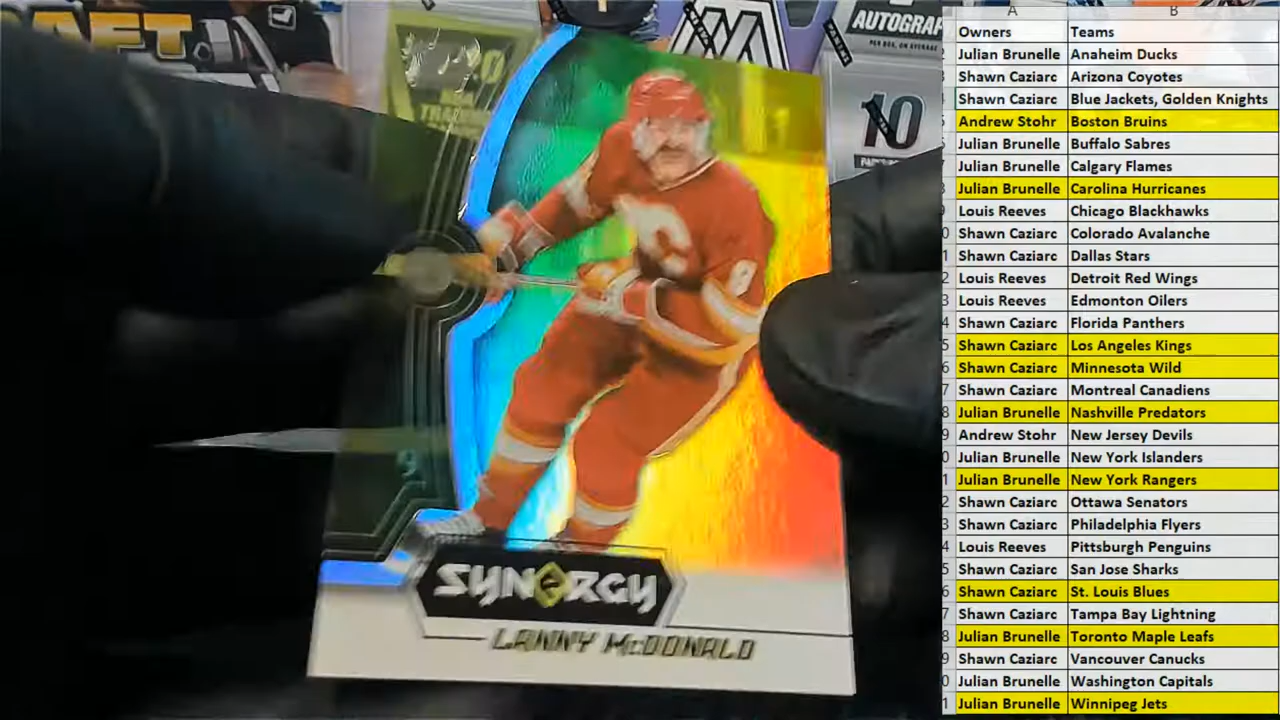 AFT
AUTOGRAPH
PER BOX, ON AVERAGE
10
C
8
SYNERGY
LANNY McDONALD
A B
Owners Teams
Julian Brunelle Anaheim Ducks
Shawn Caziarc Arizona Coyotes
Shawn Caziarc Blue Jackets, Golden Knights
Andrew Stohr Boston Bruins
Julian Brunelle Buffalo Sabres
Julian Brunelle Calgary Flames
Julian Brunelle Carolina Hurricanes
Louis Reeves Chicago Blackhawks
Shawn Caziarc Colorado Avalanche
Shawn Caziarc Dallas Stars
Louis Reeves Detroit Red Wings
Louis Reeves Edmonton Oilers
Shawn Caziarc Florida Panthers
Shawn Caziarc Los Angeles Kings
Shawn Caziarc Minnesota Wild
Shawn Caziarc Montreal Canadiens
Julian Brunelle Nashville Predators
Andrew Stohr New Jersey Devils
Julian Brunelle New York Islanders
Julian Brunelle New York Rangers
Shawn Caziarc Ottawa Senators
Shawn Caziarc Philadelphia Flyers
Louis Reeves Pittsburgh Penguins
Shawn Caziarc San Jose Sharks
Shawn Caziarc St. Louis Blues
Shawn Caziarc Tampa Bay Lightning
Julian Brunelle Toronto Maple Leafs
Shawn Caziarc Vancouver Canucks
Julian Brunelle Washington Capitals
Julian Brunelle Winnipeg Jets